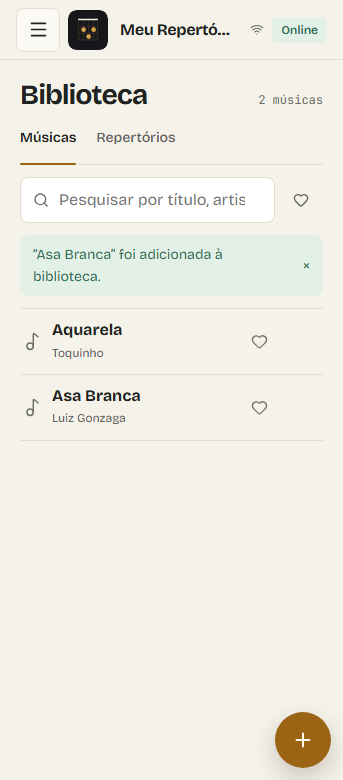 Meu Repertó...
Online
Biblioteca
2 músicas
Músicas
Repertórios
Pesquisar por título, artis
“Asa Branca” foi adicionada à
biblioteca.
×
Aquarela
Toquinho
Asa Branca
Luiz Gonzaga